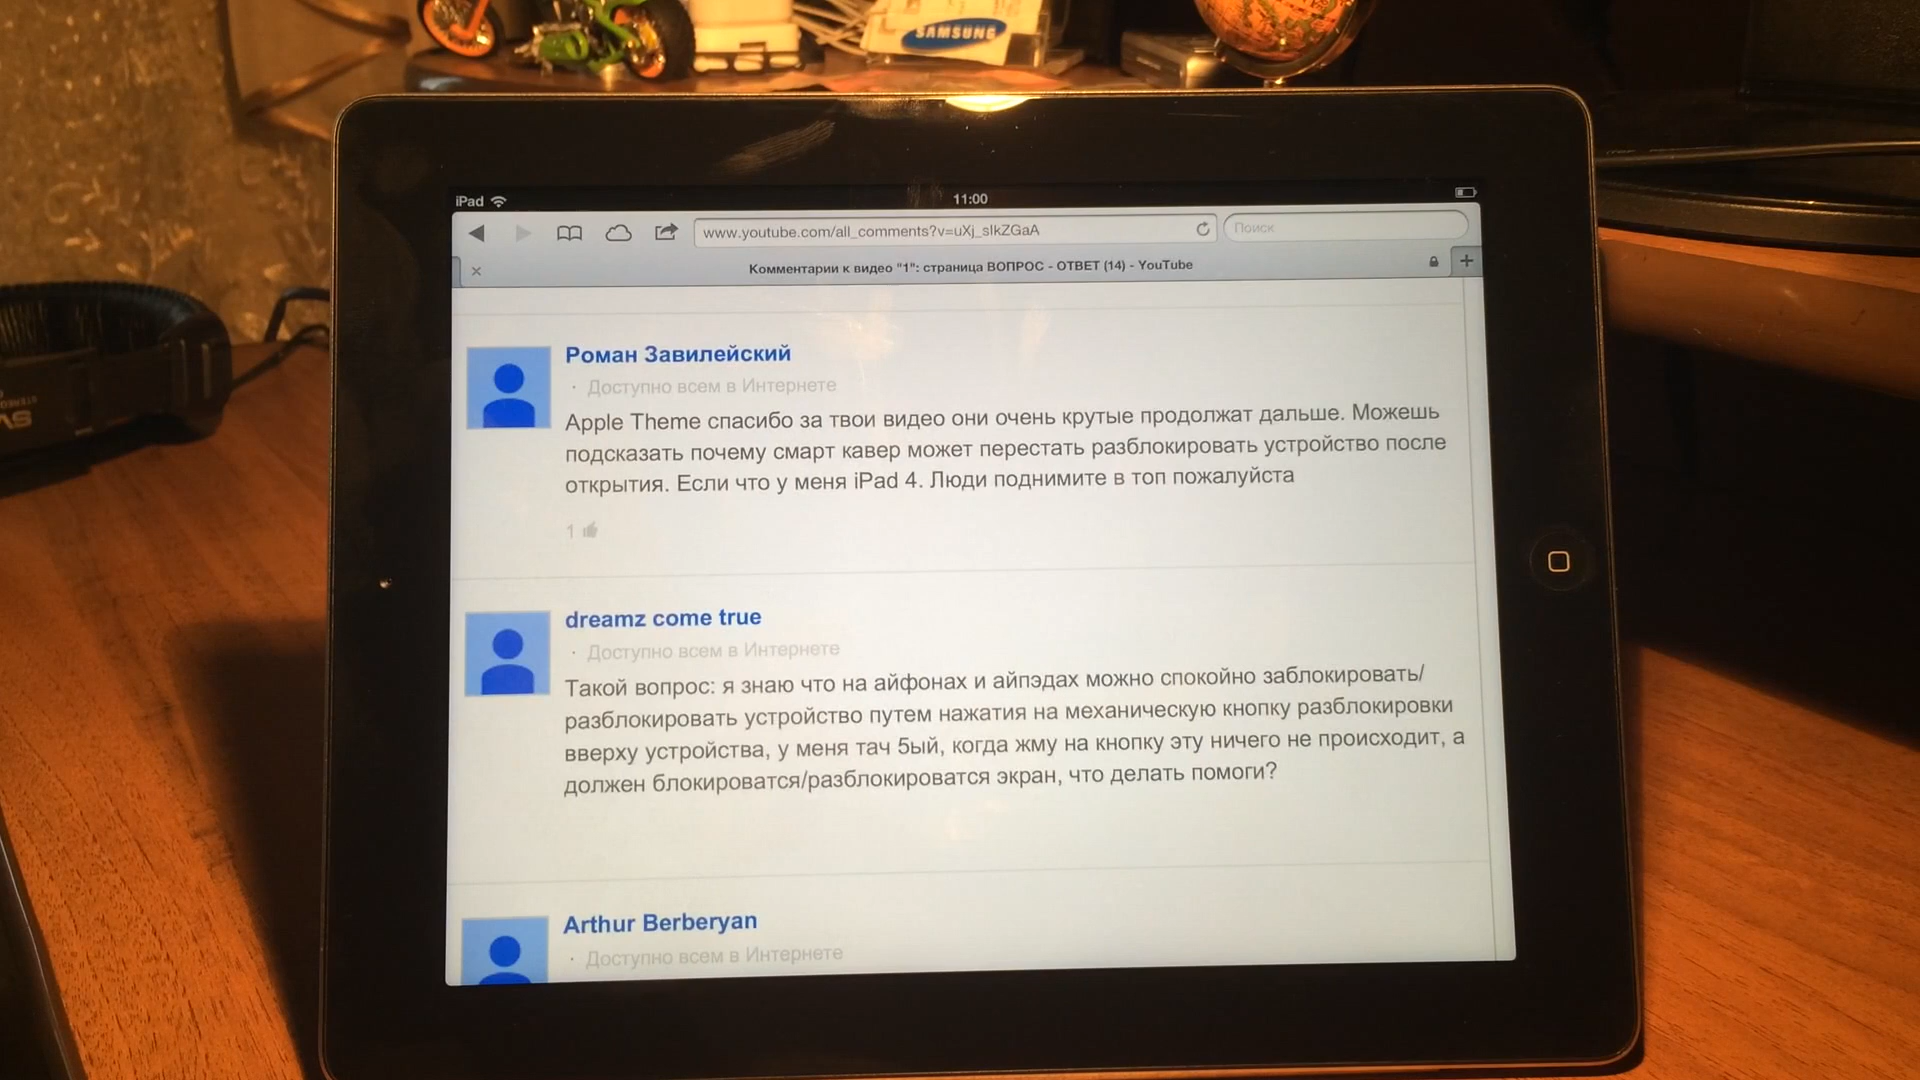 SAMSUNG
iPad
11:00
www.youtube.com/all_comments?v=uXj_slkZGaA
Поиск
Комментарии к видео "1": страница ВОПРОС - ОТВЕТ (14) - YouTube
Роман Завилейский
· Доступно всем в Интернете
Apple Theme спасибо за твои видео они очень крутые продолжат дальше. Можешь
подсказать почему смарт кавер может перестать разблокировать устройство после
открытия. Если что у меня iPad 4. Люди поднимите в топ пожалуйста
1
dreamz come true
· Доступно всем в Интернете
Такой вопрос: я знаю что на айфонах и айпэдах можно спокойно заблокировать/
разблокировать устройство путем нажатия на механическую кнопку разблокировки
вверху устройства, у меня тач 5ый, когда жму на кнопку эту ничего не происходит, а
должен блокироватся/разблокироватся экран, что делать помоги?
Arthur Berberyan
· Доступно всем в Интернете